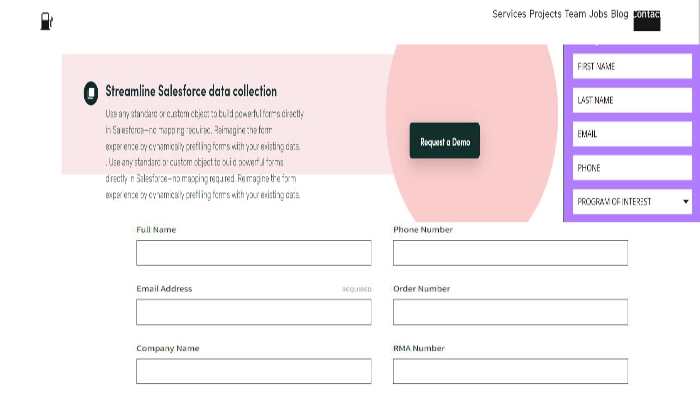 Services Projects Team Jobs Blog Contac
Streamline Salesforce data collection
Use any standard or custom object to build powerful forms directly
in Salesforce—no mapping required. Reimagine the form
experience by dynamically prefiling forms with your existing data.
. Use any standard or custom object to build powerful forms
directly in Salesforce—no mapping required. Reimagine the form
experience by dynamically prefiling forms with your existing data.
Request a Demo
FIRST NAME
LAST NAME
EMAIL
PHONE
PROGRAM OF INTEREST
Full Name
Phone Number
Email Address
REQUIRED
Order Number
Company Name
RMA Number